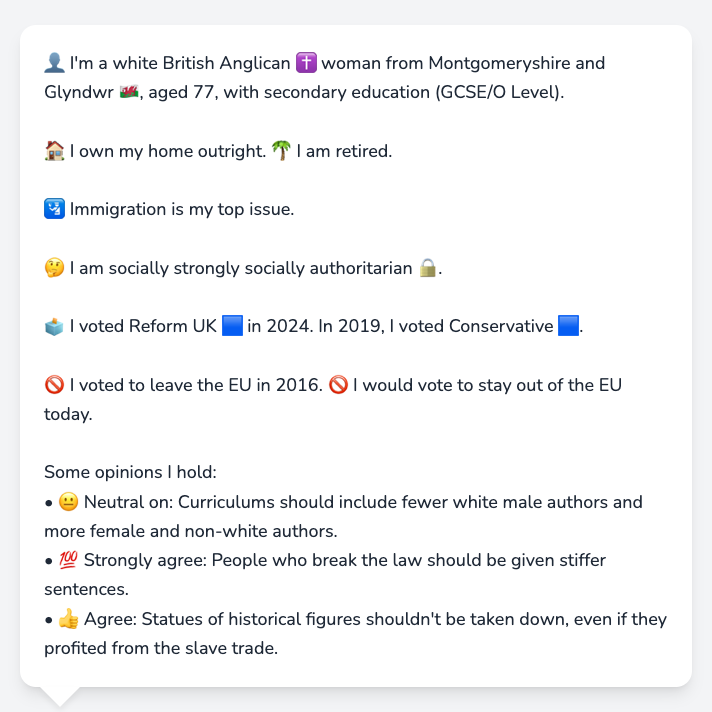 👤 I'm a white British Anglican ✝️ woman from Montgomeryshire and
Glyndwr 🏴󠁧󠁢󠁷󠁬󠁳󠁿, aged 77, with secondary education (GCSE/O Level).
🏠 I own my home outright. 🌴 I am retired.
🛂 Immigration is my top issue.
🤔 I am socially strongly socially authoritarian 🔒.
🗳️ I voted Reform UK 🟦 in 2024. In 2019, I voted Conservative 🟦.
🚫 I voted to leave the EU in 2016. 🚫 I would vote to stay out of the EU
today.
Some opinions I hold:
• 😐 Neutral on: Curriculums should include fewer white male authors and
more female and non-white authors.
• 💯 Strongly agree: People who break the law should be given stiffer
sentences.
• 👍 Agree: Statues of historical figures shouldn't be taken down, even if they
profited from the slave trade.